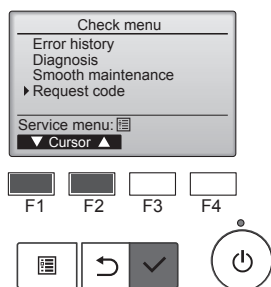 Check menu
Error history
Diagnosis
Smooth maintenance
Request code
Service menu:
▼ Cursor ▲
F1 F2 F3 F4